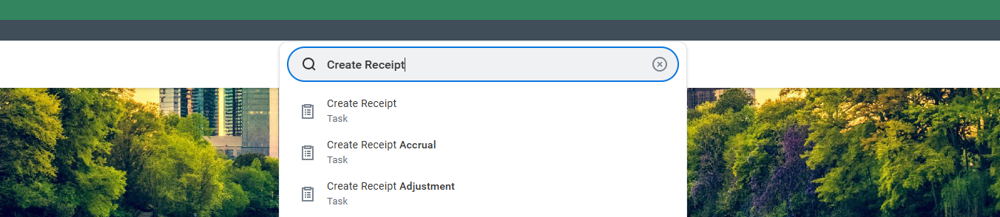 Create Receipt
Create Receipt
Task
Create Receipt Accrual
Task
Create Receipt Adjustment
Task